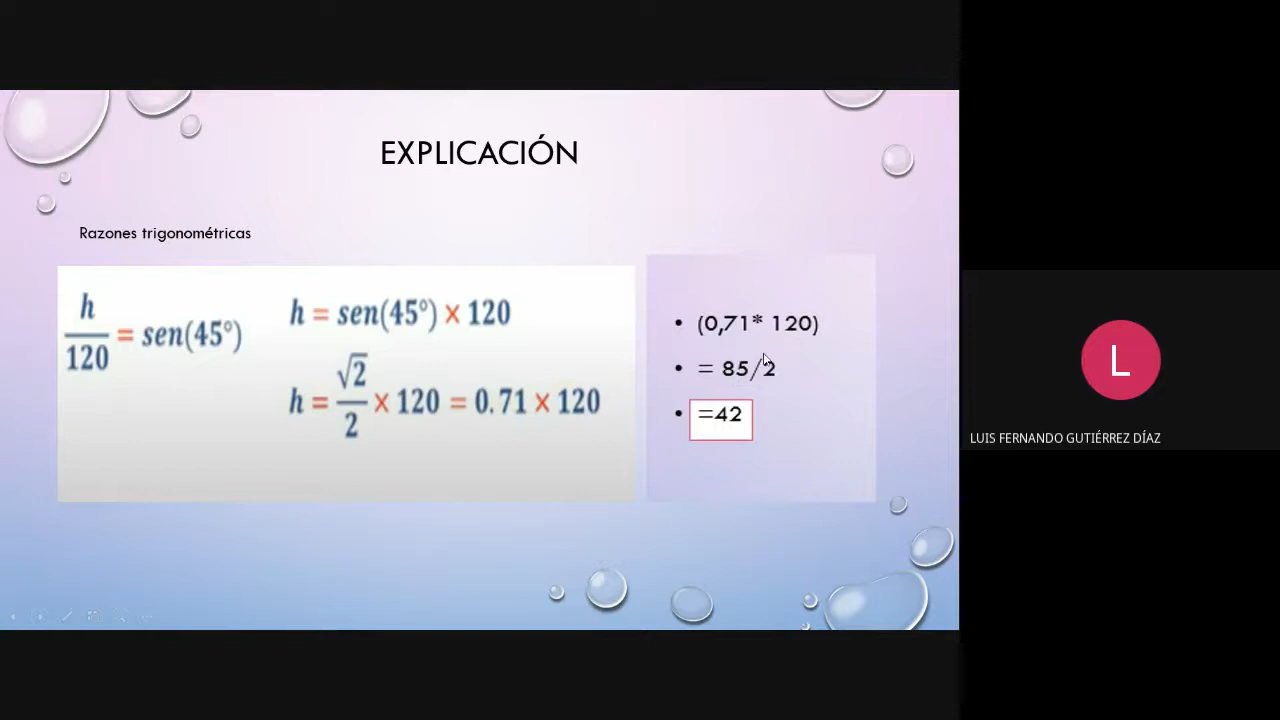 EXPLICACIÓN
Razones trigonométricas
h/120 = sen(45°)
h = sen(45°) × 120
h = √2/2 × 120 = 0.71 × 120
• (0,71* 120)
• = 85/2
• =42
L
LUIS FERNANDO GUTIÉRREZ DÍAZ